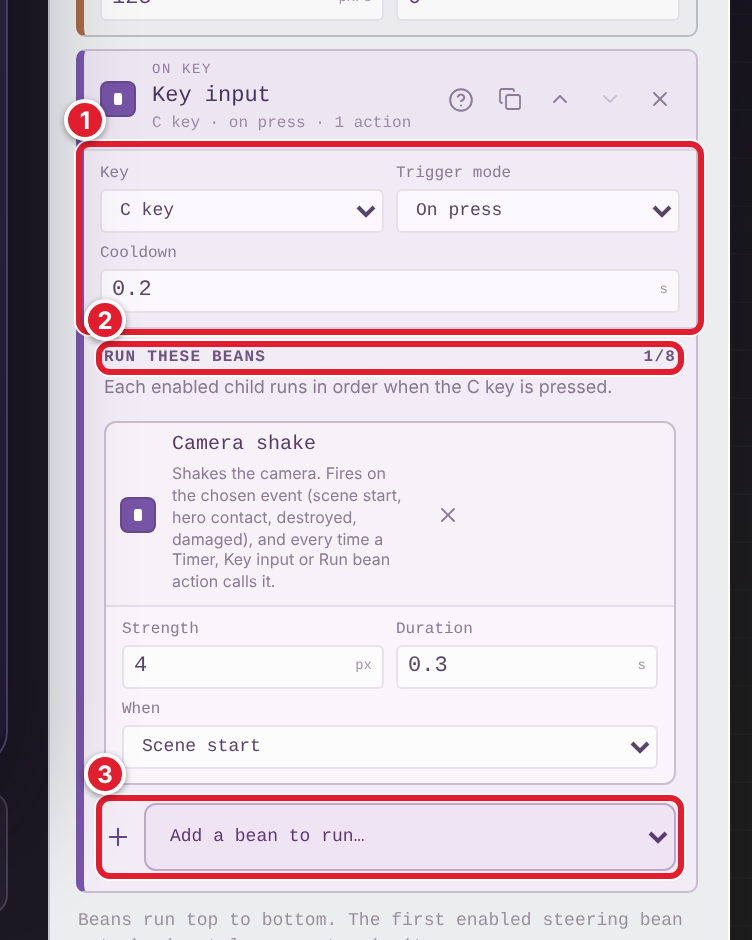 ON KEY
Key input
C key · on press · 1 action
1
Key
Trigger mode
C key
On press
Cooldown
0.2
s
2
RUN THESE BEANS
1/8
Each enabled child runs in order when the C key is pressed.
Camera shake
Shakes the camera. Fires on
the chosen event (scene start,
hero contact, destroyed,
damaged), and every time a
Timer, Key input or Run bean
action calls it.
Strength
Duration
4
px
0.3
s
When
Scene start
3
Add a bean to run…
Beans run top to bottom. The first enabled steering bean